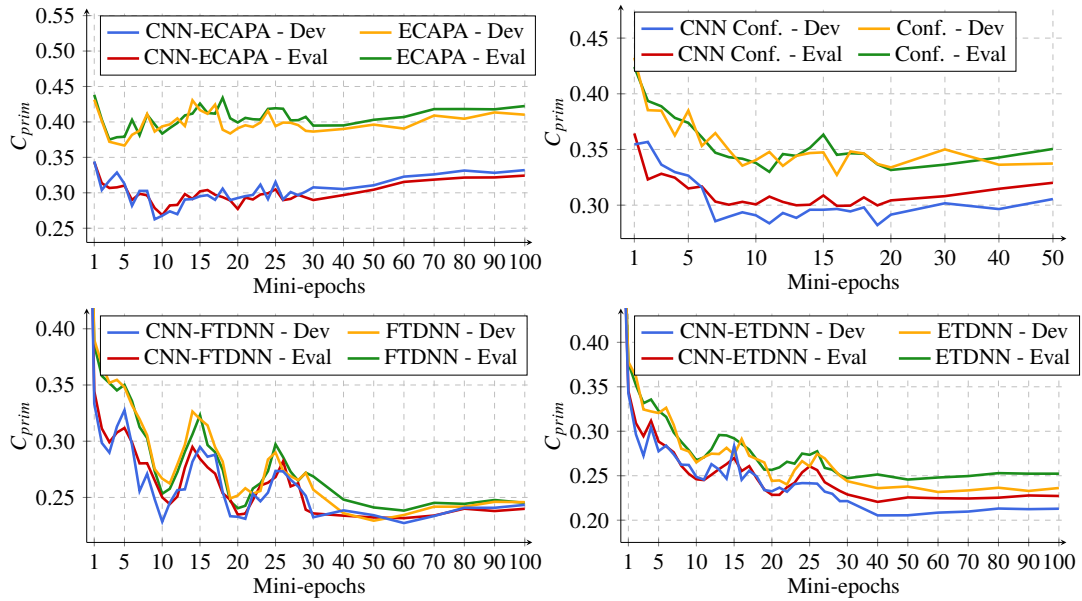 CNN-ECAPA - Dev ECAPA - Dev
CNN-ECAPA - Eval ECAPA - Eval
0.55
0.50
0.45
0.40
0.35
0.30
0.25
C_prim
1 5 10 15 20 25 30 40 50 60 70 80 90 100
Mini-epochs
CNN Conf. - Dev Conf. - Dev
CNN Conf. - Eval Conf. - Eval
0.45
0.40
0.35
0.30
C_prim
1 5 10 15 20 30 40 50
Mini-epochs
CNN-FTDNN - Dev FTDNN - Dev
CNN-FTDNN - Eval FTDNN - Eval
0.40
0.35
0.30
0.25
C_prim
1 5 10 15 20 25 30 40 50 60 70 80 90 100
Mini-epochs
CNN-ETDNN - Dev ETDNN - Dev
CNN-ETDNN - Eval ETDNN - Eval
0.40
0.35
0.30
0.25
0.20
C_prim
1 5 10 15 20 25 30 40 50 60 70 80 90 100
Mini-epochs